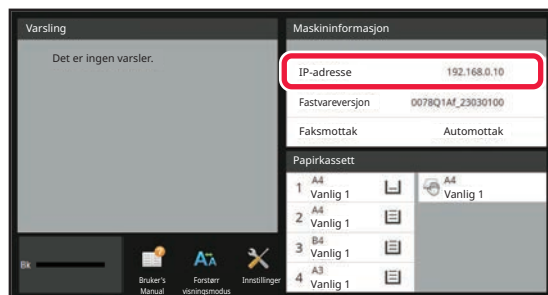 Varsling
Det er ingen varsler.
Maskininformasjon
IP-adresse 192.168.0.10
Fastvareversjon 0078Q1Af_23030100
Faksmottak Automottak
Papirkassett
1 A4
Vanlig 1
A4
Vanlig 1
2 A4
Vanlig 1
3 B4
Vanlig 1
4 A3
Vanlig 1
Bk
Bruker's
Manual
AA
Forstørr
visningsmodus
Innstillinger